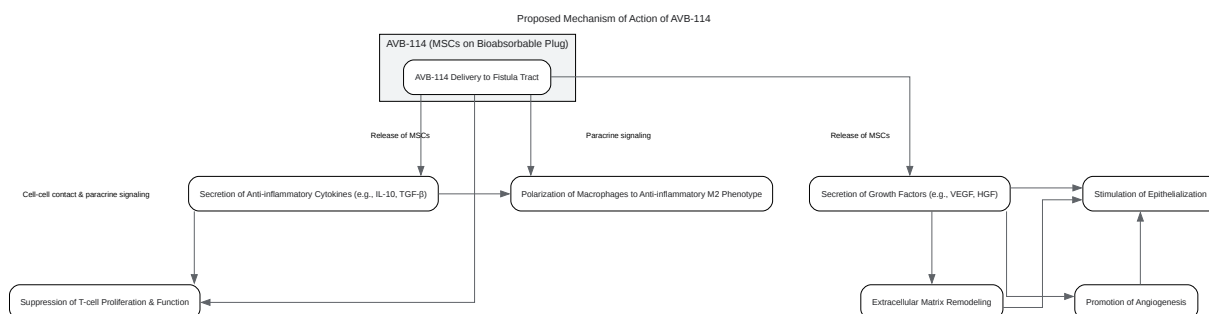 Proposed Mechanism of Action of AVB-114
AVB-114 (MSCs on Bioabsorbable Plug)
AVB-114 Delivery to Fistula Tract
Release of MSCs
Paracrine signaling
Release of MSCs
Cell-cell contact & paracrine signaling
Secretion of Anti-inflammatory Cytokines (e.g., IL-10, TGF-β)
Polarization of Macrophages to Anti-inflammatory M2 Phenotype
Secretion of Growth Factors (e.g., VEGF, HGF)
Stimulation of Epithelialization
Suppression of T-cell Proliferation & Function
Extracellular Matrix Remodeling
Promotion of Angiogenesis